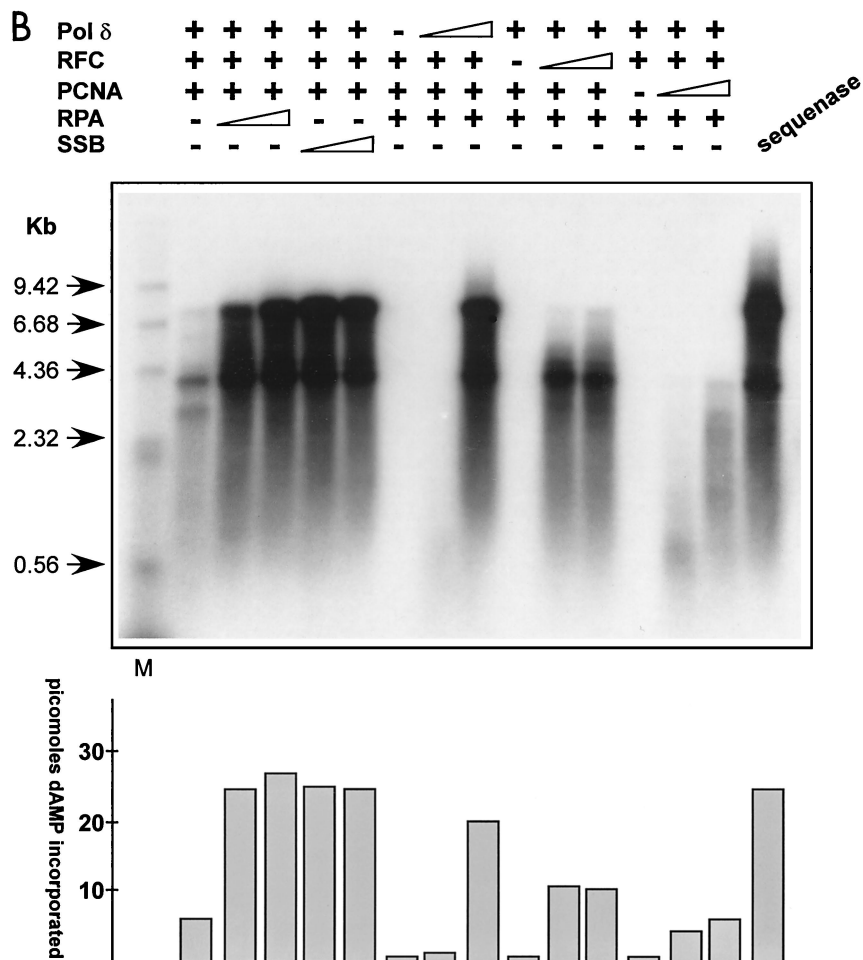 B
Pol δ + + + + + - + + + + + +
RFC + + + + + + + + - + + +
PCNA + + + + + + + + + + + -
RPA - - - + + + + + + + + +
SSB - - - - - - - - - - - -
sequenase
Kb
9.42
6.68
4.36
2.32
0.56
M
picomoles dAMP incorporated
30
20
10